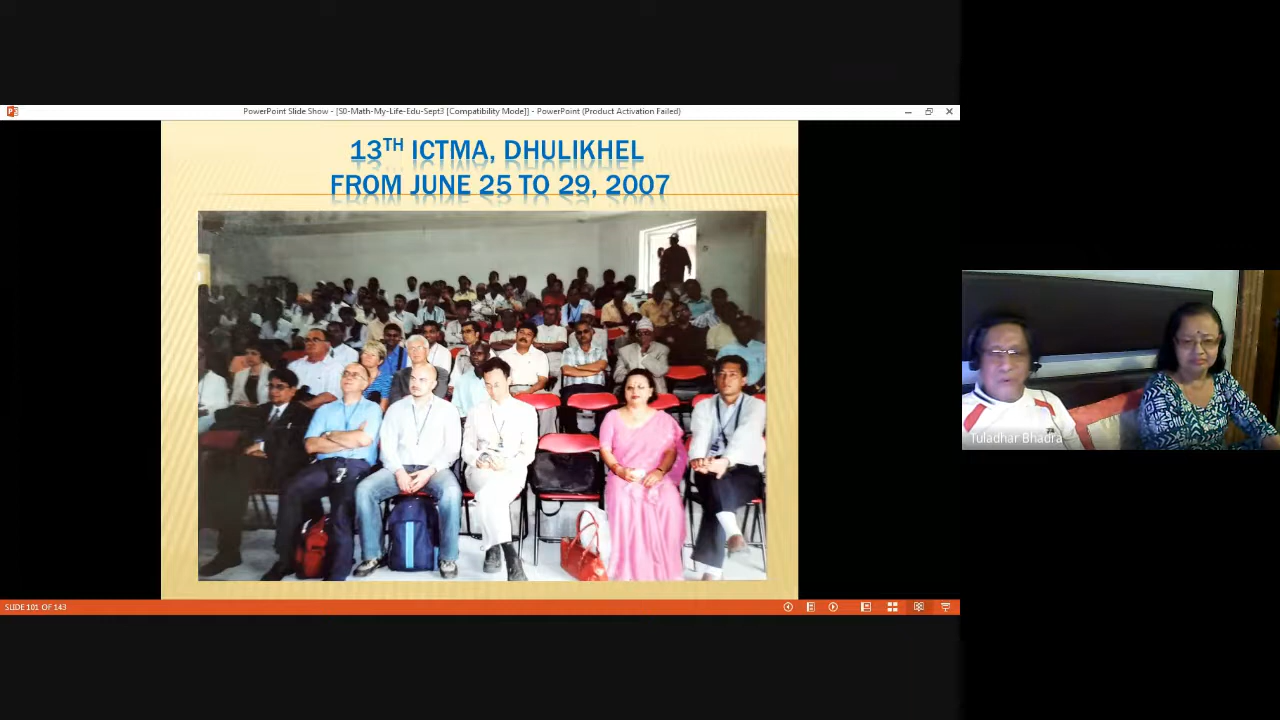 PowerPoint Slide Show - [S0-Math-My-Life-Edu-Sept3 [Compatibility Mode]] - PowerPoint (Product Activation Failed)
13TH ICTMA, DHULIKHEL
FROM JUNE 25 TO 29, 2007
Tuladhar Bhadra
SLIDE 101 OF 143